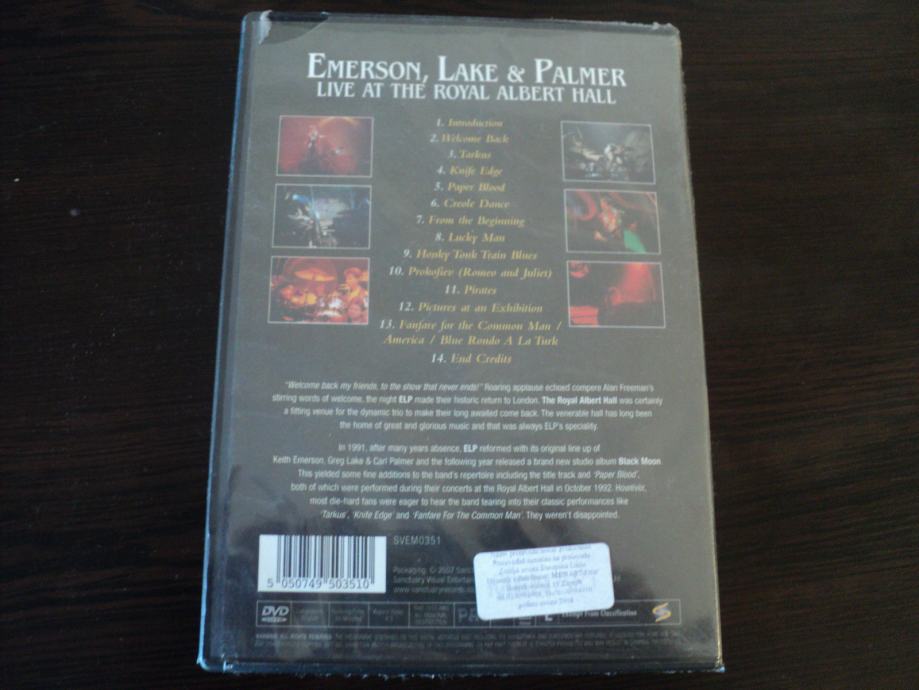 EMERSON, LAKE & PALMER
LIVE AT THE ROYAL ALBERT HALL
1. Introduction
2. Welcome Back
3. Tarkus
4. Knife Edge
5. Paper Blood
6. Creole Dance
7. From the Beginning
8. Lucky Man
9. Honky Tonk Train Blues
10. Prokofiev (Romeo and Juliet)
11. Pirates
12. Pictures at an Exhibition
13. Fanfare for the Common Man /
America / Blue Rondo A La Turk
14. End Credits
"Welcome back my friends, to the show that never ends!" Roaring applause echoed compere Alan Freeman's
stirring words of welcome, the night ELP made their historic return to London. The Royal Albert Hall was certainly
a fitting venue for the dynamic trio to make their long awaited come back. The venerable hall has long been
the home of great and glorious music and that was always ELP's speciality.
In 1991, after many years absence, ELP reformed with its original line up of
Keith Emerson, Greg Lake & Carl Palmer and the following year released a brand new studio album Black Moon.
This yielded some fine additions to the band's repertoire including the title track and 'Paper Blood',
both of which were performed during their concerts at the Royal Albert Hall in October 1992. However,
most die-hard fans were eager to hear the band tearing into their classic performances like
'Tarkus', 'Knife Edge' and 'Fanfare For The Common Man'. They weren't disappointed.
SVEM0351
5 050749 503510
Packaging © 2007
Sanctuary Visual
www.sanctuaryrecords
DVD
E Exempt From Classification